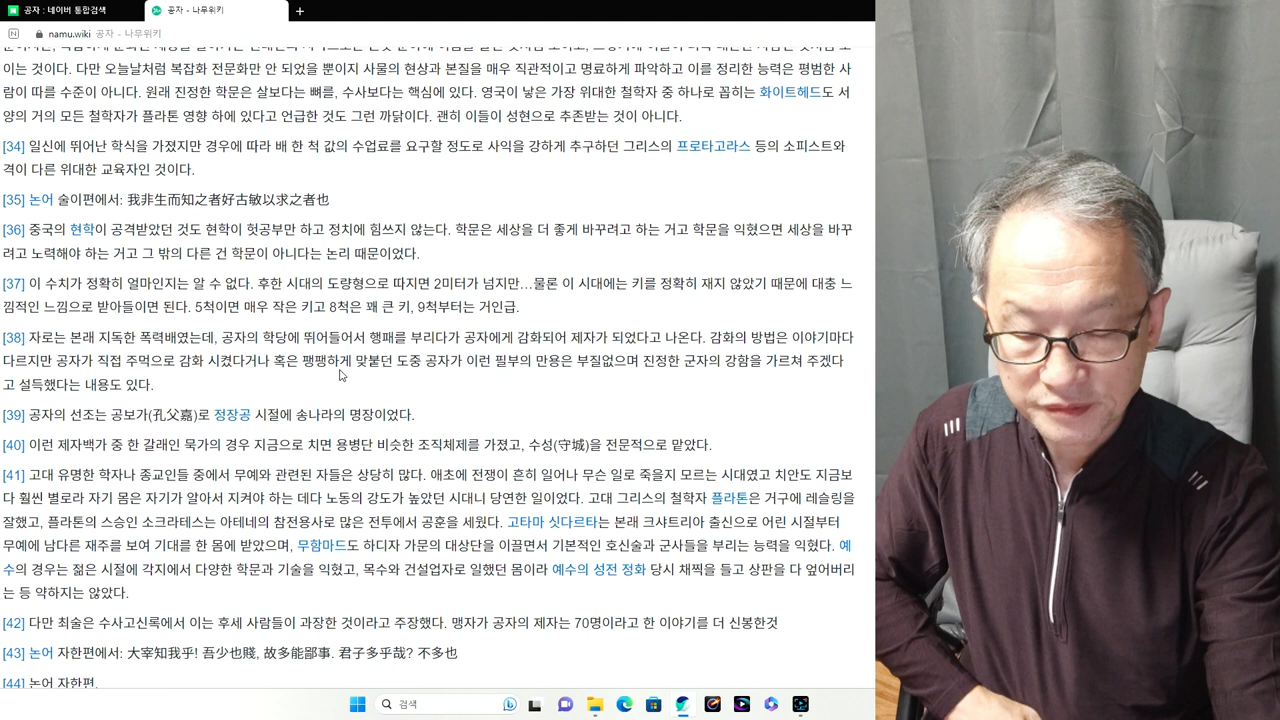 공자 : 네이버 통합검색
공자 - 나무위키
namu.wiki 공자 - 나무위키
이는 것이다. 다만 오늘날처럼 복잡화 전문화만 안 되었을 뿐이지 사물의 현상과 본질을 매우 직관적이고 명료하게 파악하고 이를 정리한 능력은 평범한 사
람이 따를 수준이 아니다. 원래 진정한 학문은 살보다는 뼈를, 수사보다는 핵심에 있다. 영국이 낳은 가장 위대한 철학자 중 하나로 꼽히는 화이트헤드도 서
양의 거의 모든 철학자가 플라톤 영향 하에 있다고 언급한 것도 그런 까닭이다. 괜히 이들이 성현으로 추존받는 것이 아니다.
[34] 일신에 뛰어난 학식을 가졌지만 경우에 따라 배 한 척 값의 수업료를 요구할 정도로 사익을 강하게 추구하던 그리스의 프로타고라스 등의 소피스트와
격이 다른 위대한 교육자인 것이다.
[35] 논어 술이편에서: 我非生而知之者好古敏以求之者也
[36] 중국의 현학이 공격받았던 것도 현학이 헛공부만 하고 정치에 힘쓰지 않는다. 학문은 세상을 더 좋게 바꾸려고 하는 거고 학문을 익혔으면 세상을 바꾸
려고 노력해야 하는 거고 그 밖의 다른 건 학문이 아니다는 논리 때문이었다.
[37] 이 수치가 정확히 얼마인지는 알 수 없다. 후한 시대의 도량형으로 따지면 2미터가 넘지만…물론 이 시대에는 키를 정확히 재지 않았기 때문에 대충 느
낌적인 느낌으로 받아들이면 된다. 5척이면 매우 작은 키고 8척은 꽤 큰 키, 9척부터는 거인급.
[38] 자로는 본래 지독한 폭력배였는데, 공자의 학당에 뛰어들어서 행패를 부리다가 공자에게 감화되어 제자가 되었다고 나온다. 감화의 방법은 이야기마다
다르지만 공자가 직접 주먹으로 감화 시켰다거나 혹은 팽팽하게 맞붙던 도중 공자가 이런 필부의 만용은 부질없으며 진정한 군자의 강함을 가르쳐 주겠다
고 설득했다는 내용도 있다.
[39] 공자의 선조는 공보가(孔父嘉)로 정장공 시절에 송나라의 명장이었다.
[40] 이런 제자백가 중 한 갈래인 묵가의 경우 지금으로 치면 용병단 비슷한 조직체제를 가졌고, 수성(守城)을 전문적으로 맡았다.
[41] 고대 유명한 학자나 종교인들 중에서 무예와 관련된 자들은 상당히 많다. 애초에 전쟁이 흔히 일어나 무슨 일로 죽을지 모르는 시대였고 치안도 지금보
다 훨씬 별로라 자기 몸은 자기가 알아서 지켜야 하는 데다 노동의 강도가 높았던 시대니 당연한 일이었다. 고대 그리스의 철학자 플라톤은 거구에 레슬링을
잘했고, 플라톤의 스승인 소크라테스는 아테네의 참전용사로 많은 전투에서 공훈을 세웠다. 고타마 싯다르타는 본래 크샤트리아 출신으로 어린 시절부터
무예에 남다른 재주를 보여 기대를 한 몸에 받았으며, 무함마드도 하디자 가문의 대상단을 이끌면서 기본적인 호신술과 군사들을 부리는 능력을 익혔다. 예
수의 경우는 젊은 시절에 각지에서 다양한 학문과 기술을 익혔고, 목수와 건설업자로 일했던 몸이라 예수의 성전 정화 당시 채찍을 들고 상판을 다 엎어버리
는 등 약하지는 않았다.
[42] 다만 최술은 수사고신록에서 이는 후세 사람들이 과장한 것이라고 주장했다. 맹자가 공자의 제자는 70명이라고 한 이야기를 더 신봉한것
[43] 논어 자한편에서: 大宰知我乎! 吾少也賤, 故多能鄙事. 君子多乎哉? 不多也
[44] 논어 자한편.
검색